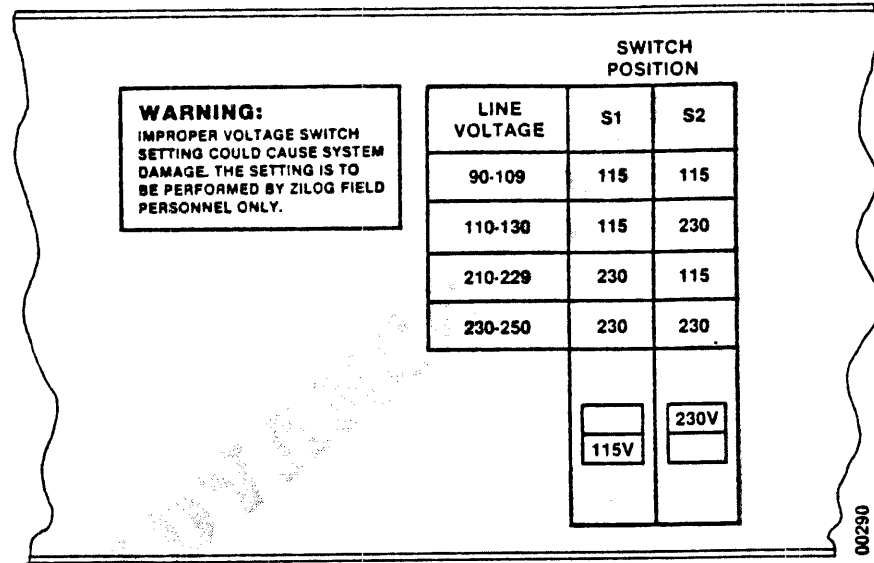 SWITCH
POSITION
WARNING:
IMPROPER VOLTAGE SWITCH
SETTING COULD CAUSE SYSTEM
DAMAGE. THE SETTING IS TO
BE PERFORMED BY ZILOG FIELD
PERSONNEL ONLY.
LINE
VOLTAGE S1 S2
90-109 115 115
110-130 115 230
210-229 230 115
230-250 230 230
230V
115V
00290